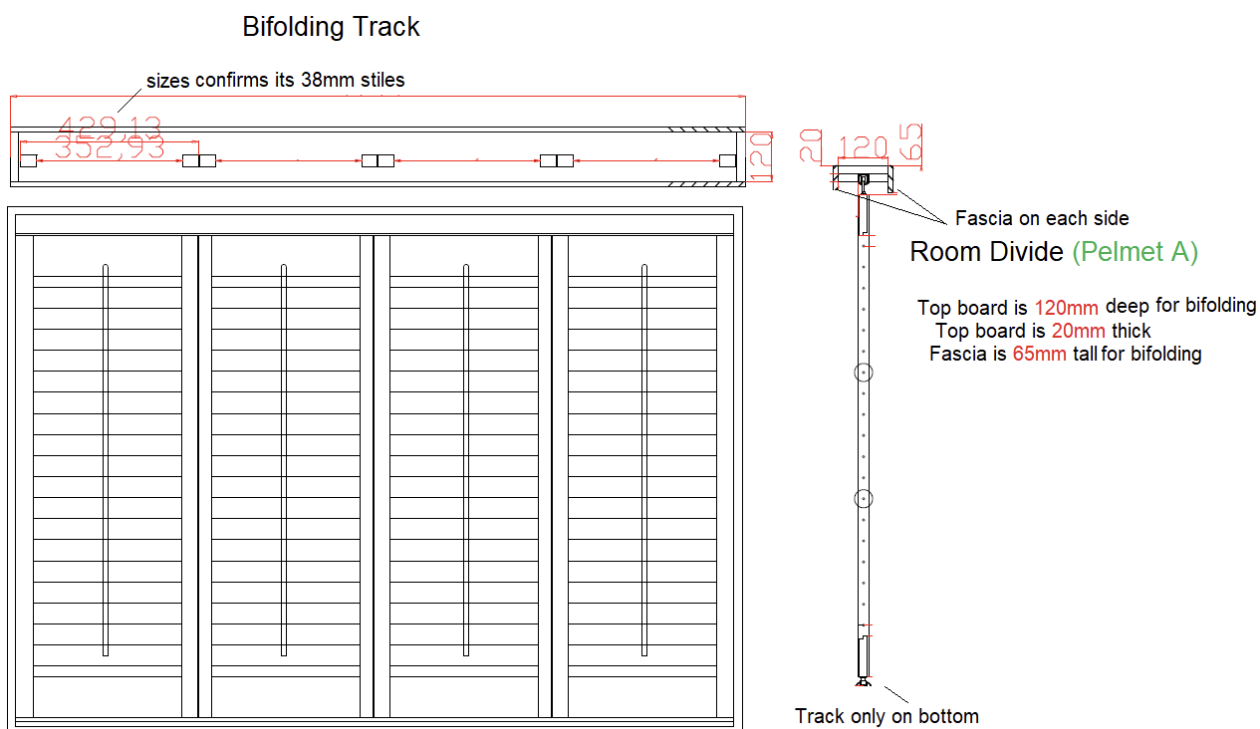 Bifolding Track
sizes confirms its 38mm stiles
429,13
352,93
120
20
120
65
Fascia on each side
Room Divide (Pelmet A)
Top board is 120mm deep for bifolding
Top board is 20mm thick
Fascia is 65mm tall for bifolding
Track only on bottom